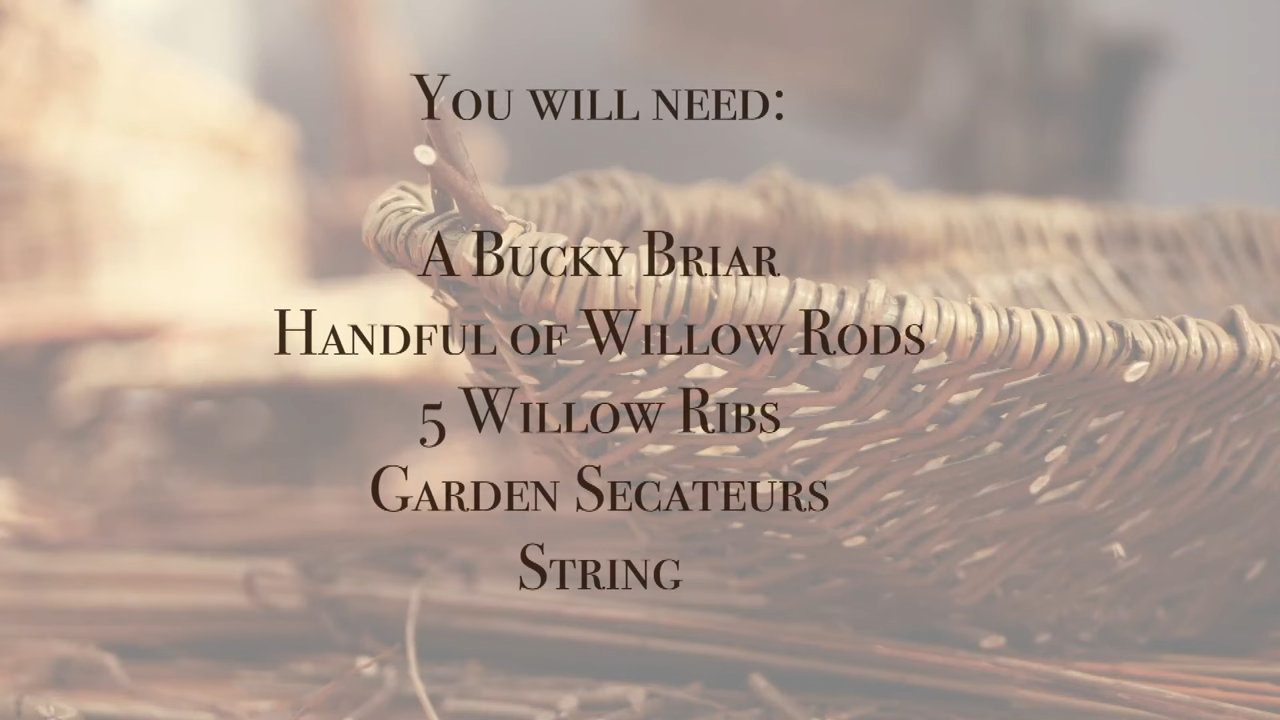 You will need:
A Bucky Briar
Handful of Willow Rods
5 Willow Ribs
Garden Secateurs
String